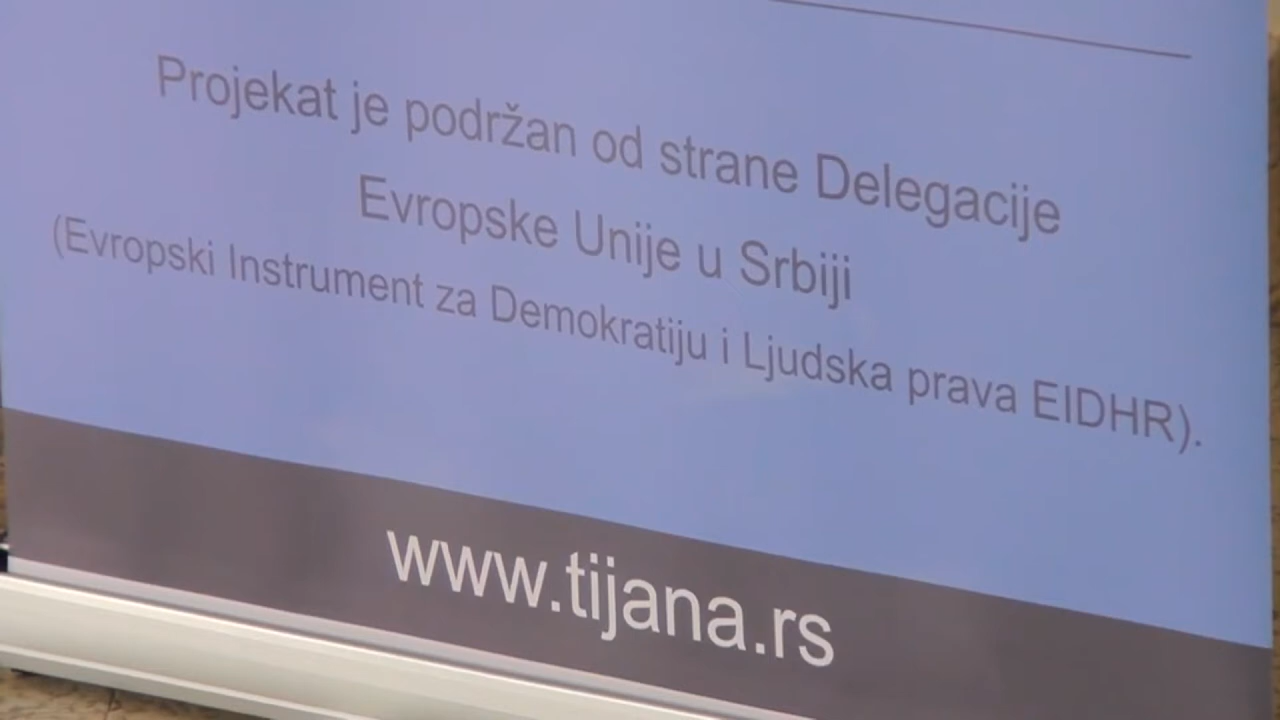 Projekat je podržan od strane Delegacije
Evropske Unije u Srbiji
(Evropski Instrument za Demokratiju i Ljudska prava EIDHR).
www.tijana.rs